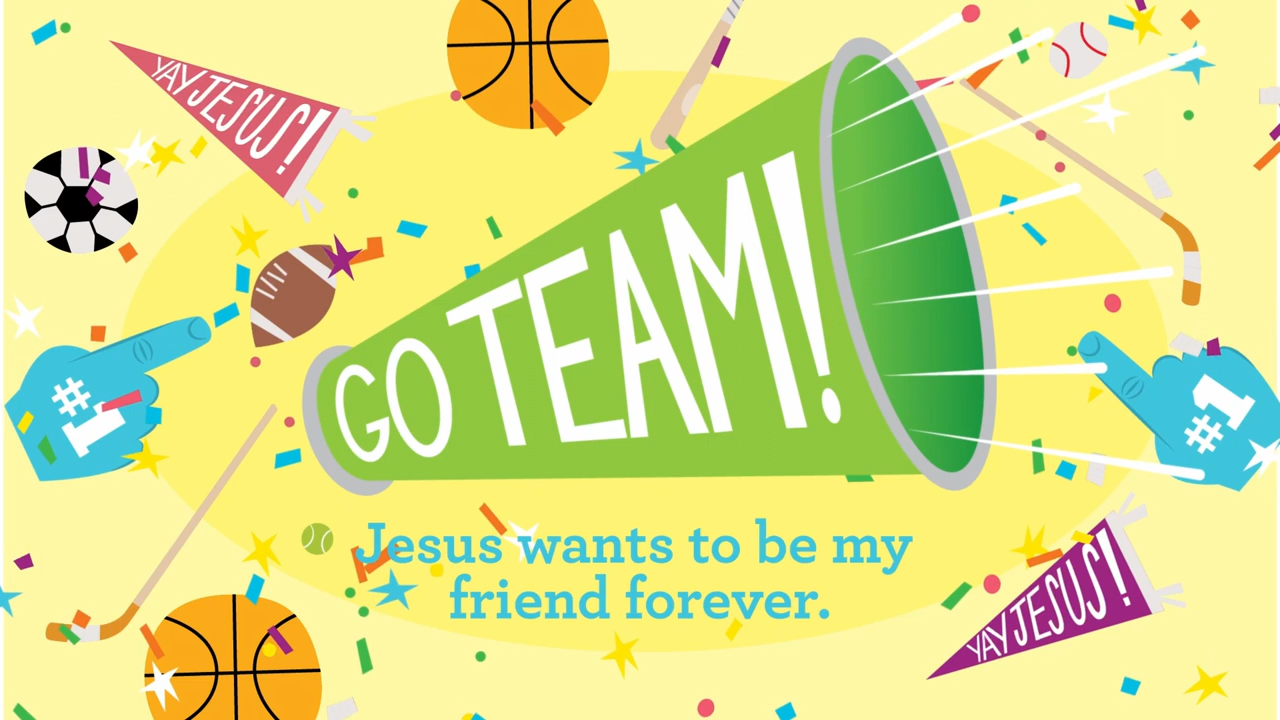 YAY JESUS!
GO TEAM!
#1
#1
Jesus wants to be my
friend forever.
YAY JESUS!